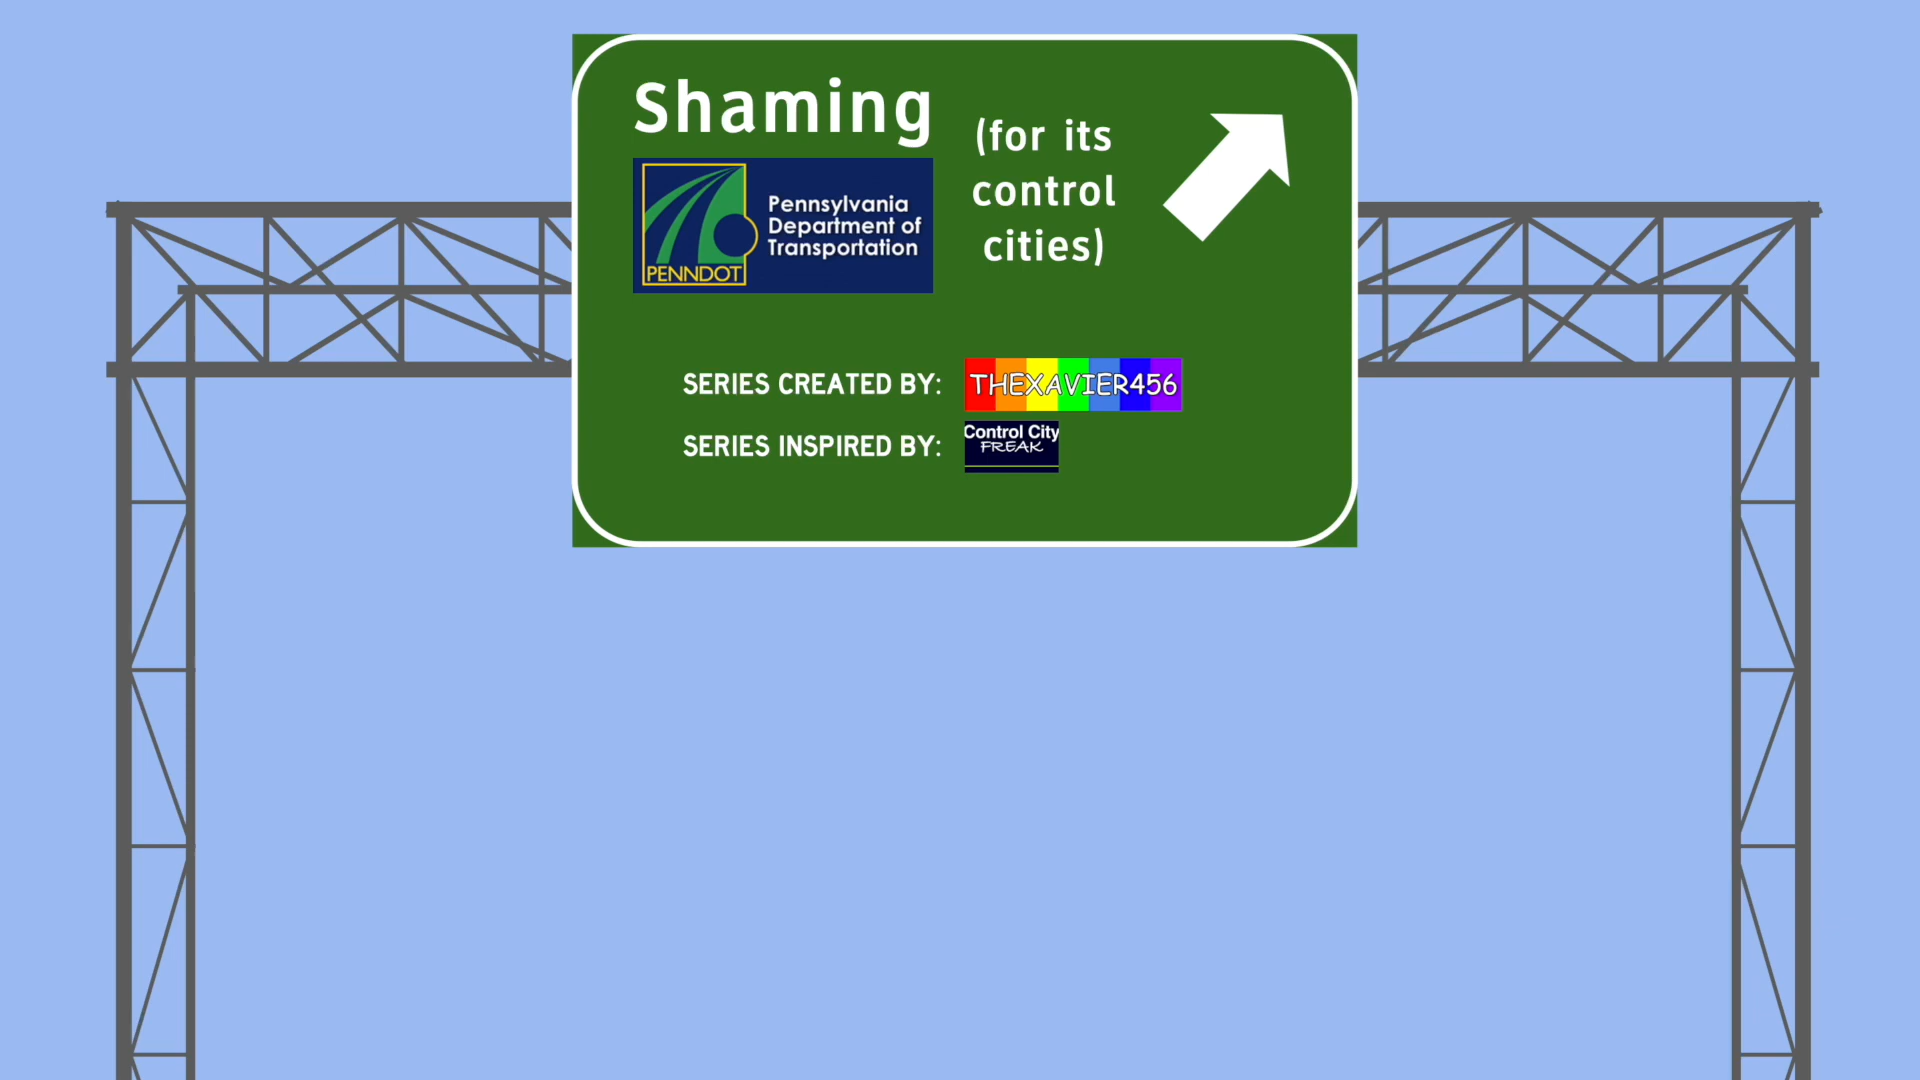 Shaming
(for its
control
cities)
Pennsylvania
Department of
Transportation
PENNDOT
SERIES CREATED BY: THEXAVIER456
SERIES INSPIRED BY: Control City
FREAK